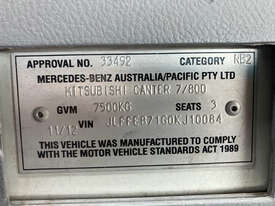 APPROVAL NO. 33492 CATEGORY NB2
MERCEDES-BENZ AUSTRALIA/PACIFIC PTY LTD
MITSUBISHI CANTER 7/800
GVM 7500KG SEATS 3
11/12 VIN JLFFEB71G0KJ10084
THIS VEHICLE WAS MANUFACTURED TO COMPLY
WITH THE MOTOR VEHICLE STANDARDS ACT 1989